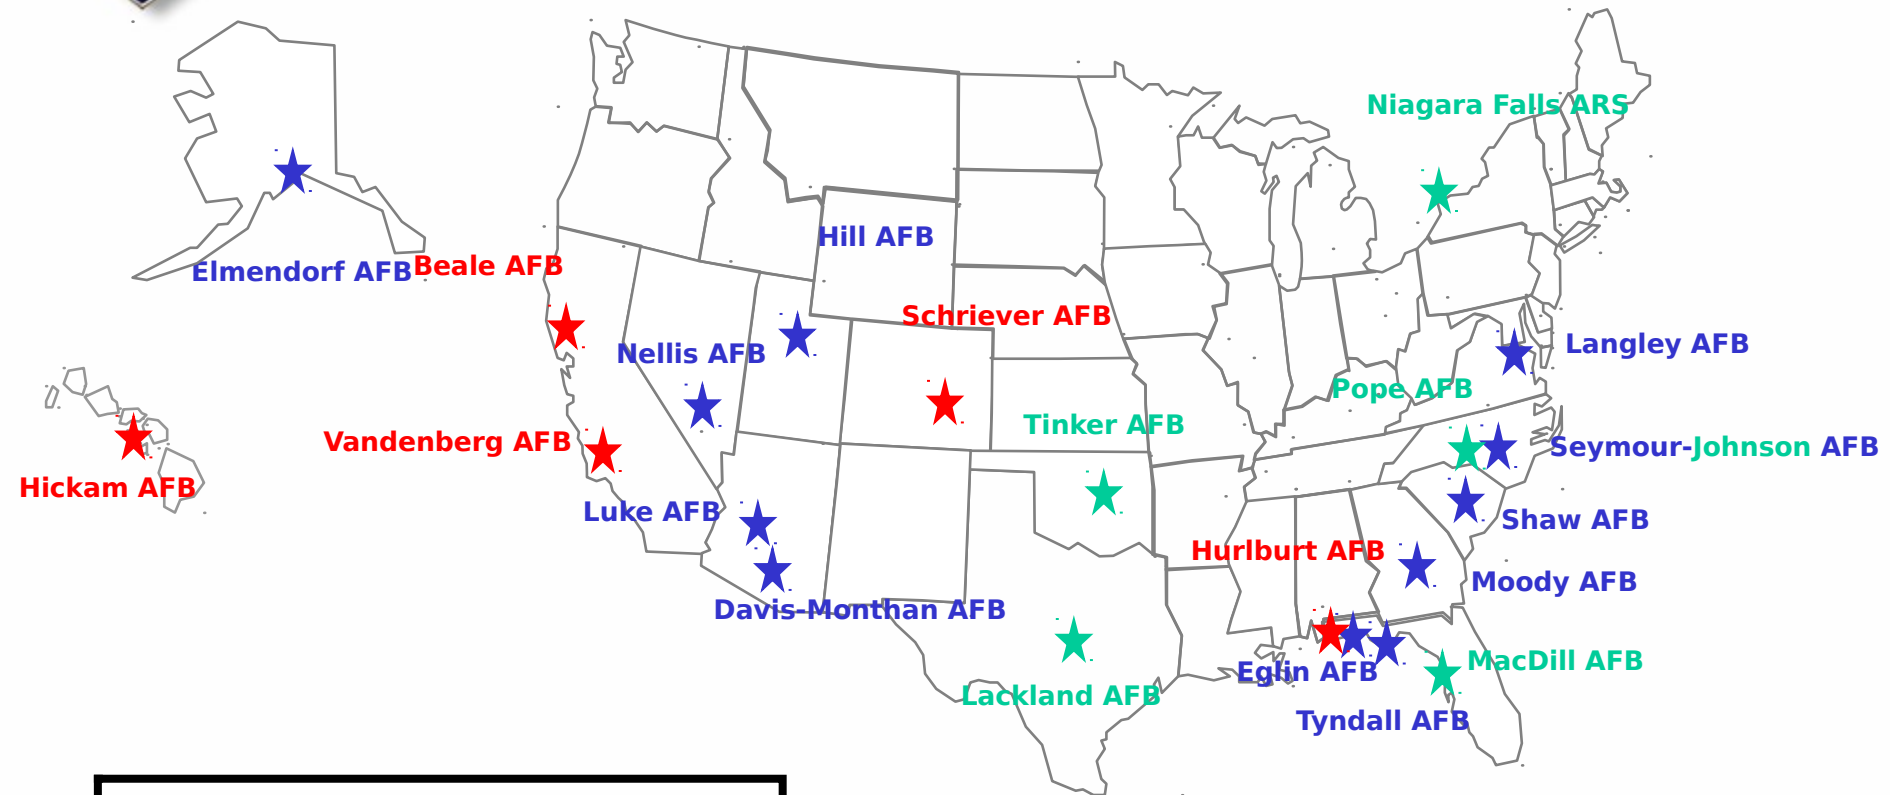 Niagara Falls ARS
Hill AFB
Elmendorf AFB
Beale AFB
Schriever AFB
Langley AFB
Nellis AFB
Pope AFB
Tinker AFB
Vandenberg AFB
Seymour-Johnson AFB
Hickam AFB
Luke AFB
Shaw AFB
Hurlburt AFB
Moody AFB
Davis-Monthan AFB
MacDill AFB
Eglin AFB
Lackland AFB
Tyndall AFB